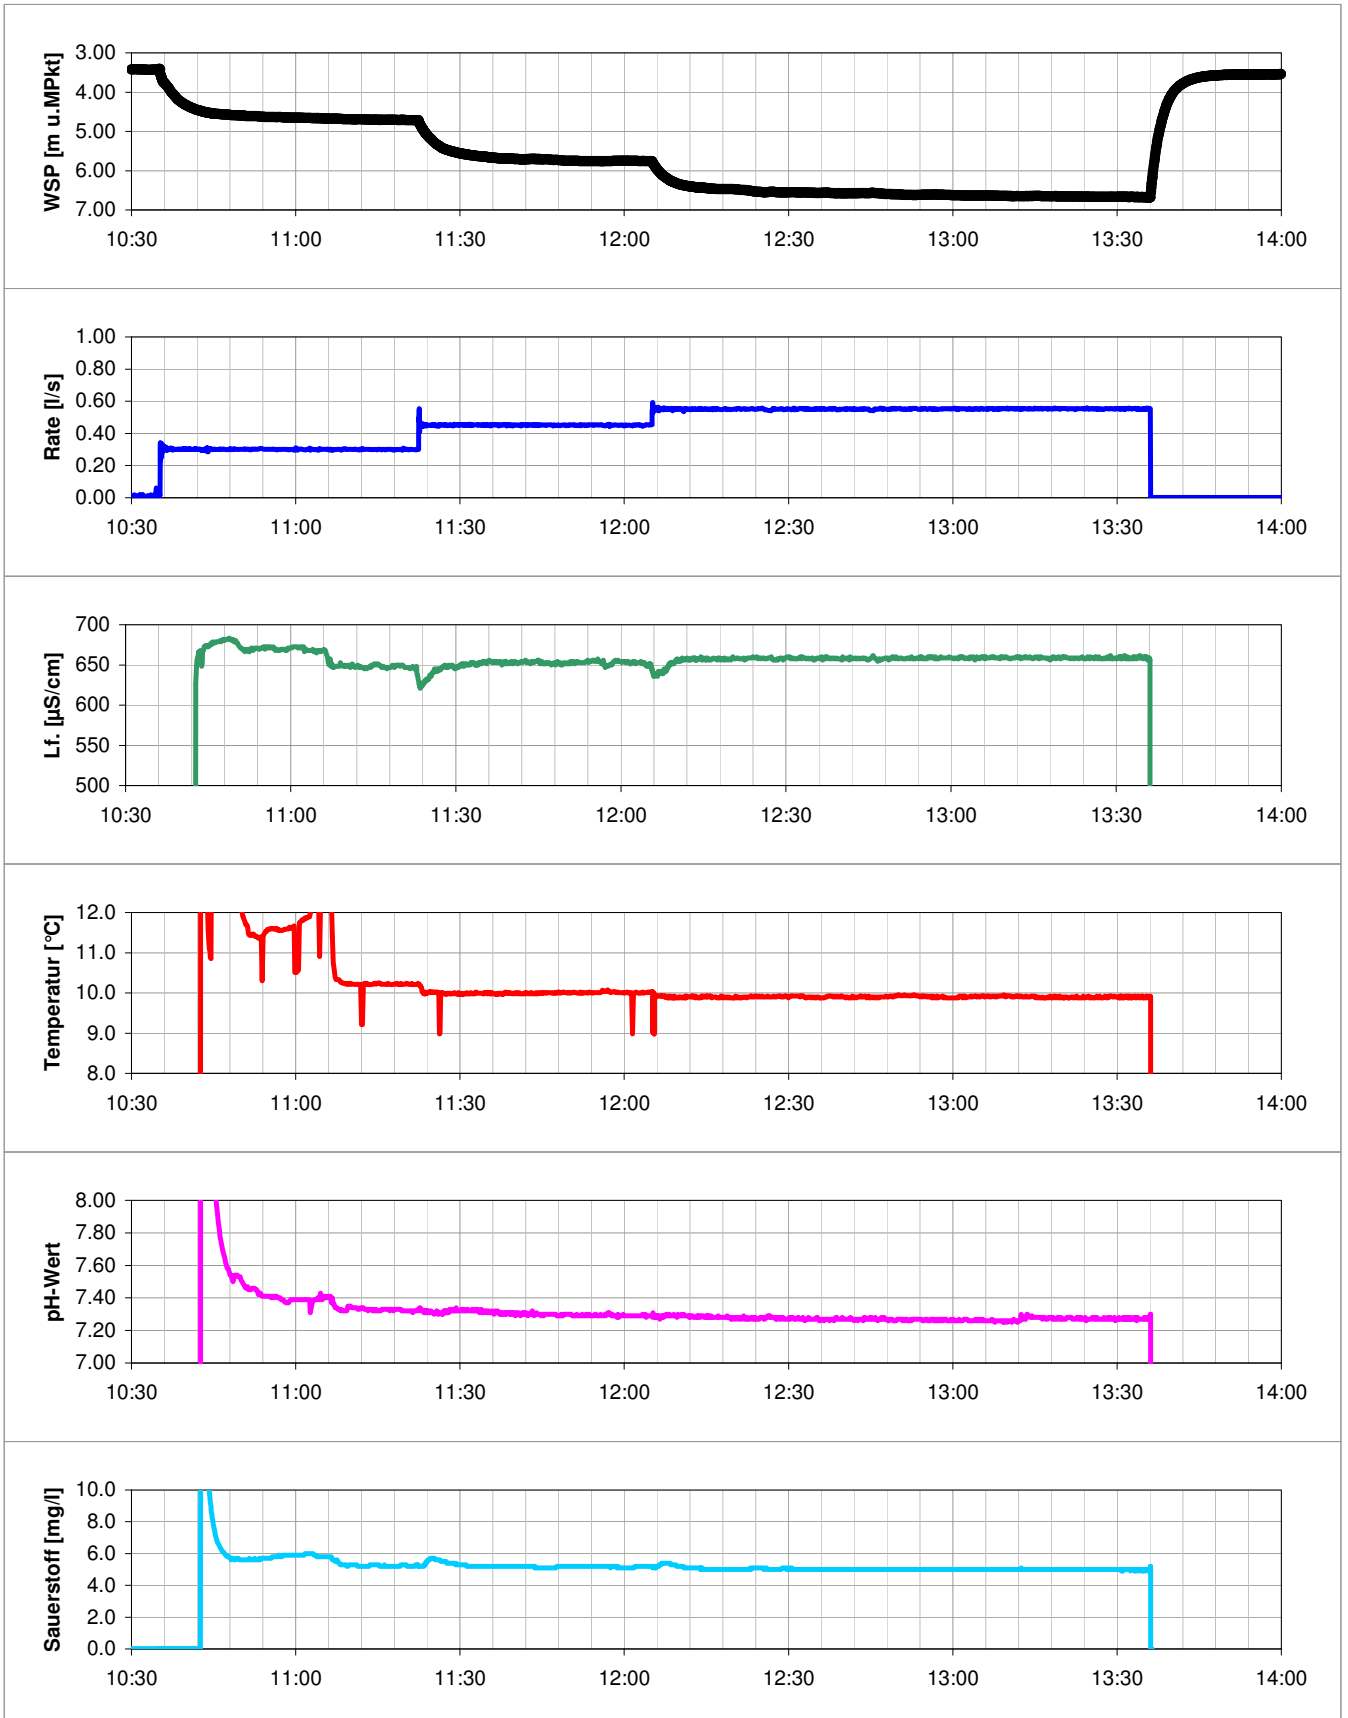 WSP [m u.MPkt]
3.00
4.00
5.00
6.00
7.00
10:30 11:00 11:30 12:00 12:30 13:00 13:30 14:00
Rate [l/s]
1.00
0.80
0.60
0.40
0.20
0.00
10:30 11:00 11:30 12:00 12:30 13:00 13:30 14:00
Lf. [µS/cm]
700
650
600
550
500
10:30 11:00 11:30 12:00 12:30 13:00 13:30 14:00
Temperatur [°C]
12.0
11.0
10.0
9.0
8.0
10:30 11:00 11:30 12:00 12:30 13:00 13:30 14:00
pH-Wert
8.00
7.80
7.60
7.40
7.20
7.00
10:30 11:00 11:30 12:00 12:30 13:00 13:30 14:00
Sauerstoff [mg/l]
10.0
8.0
6.0
4.0
2.0
0.0
10:30 11:00 11:30 12:00 12:30 13:00 13:30 14:00